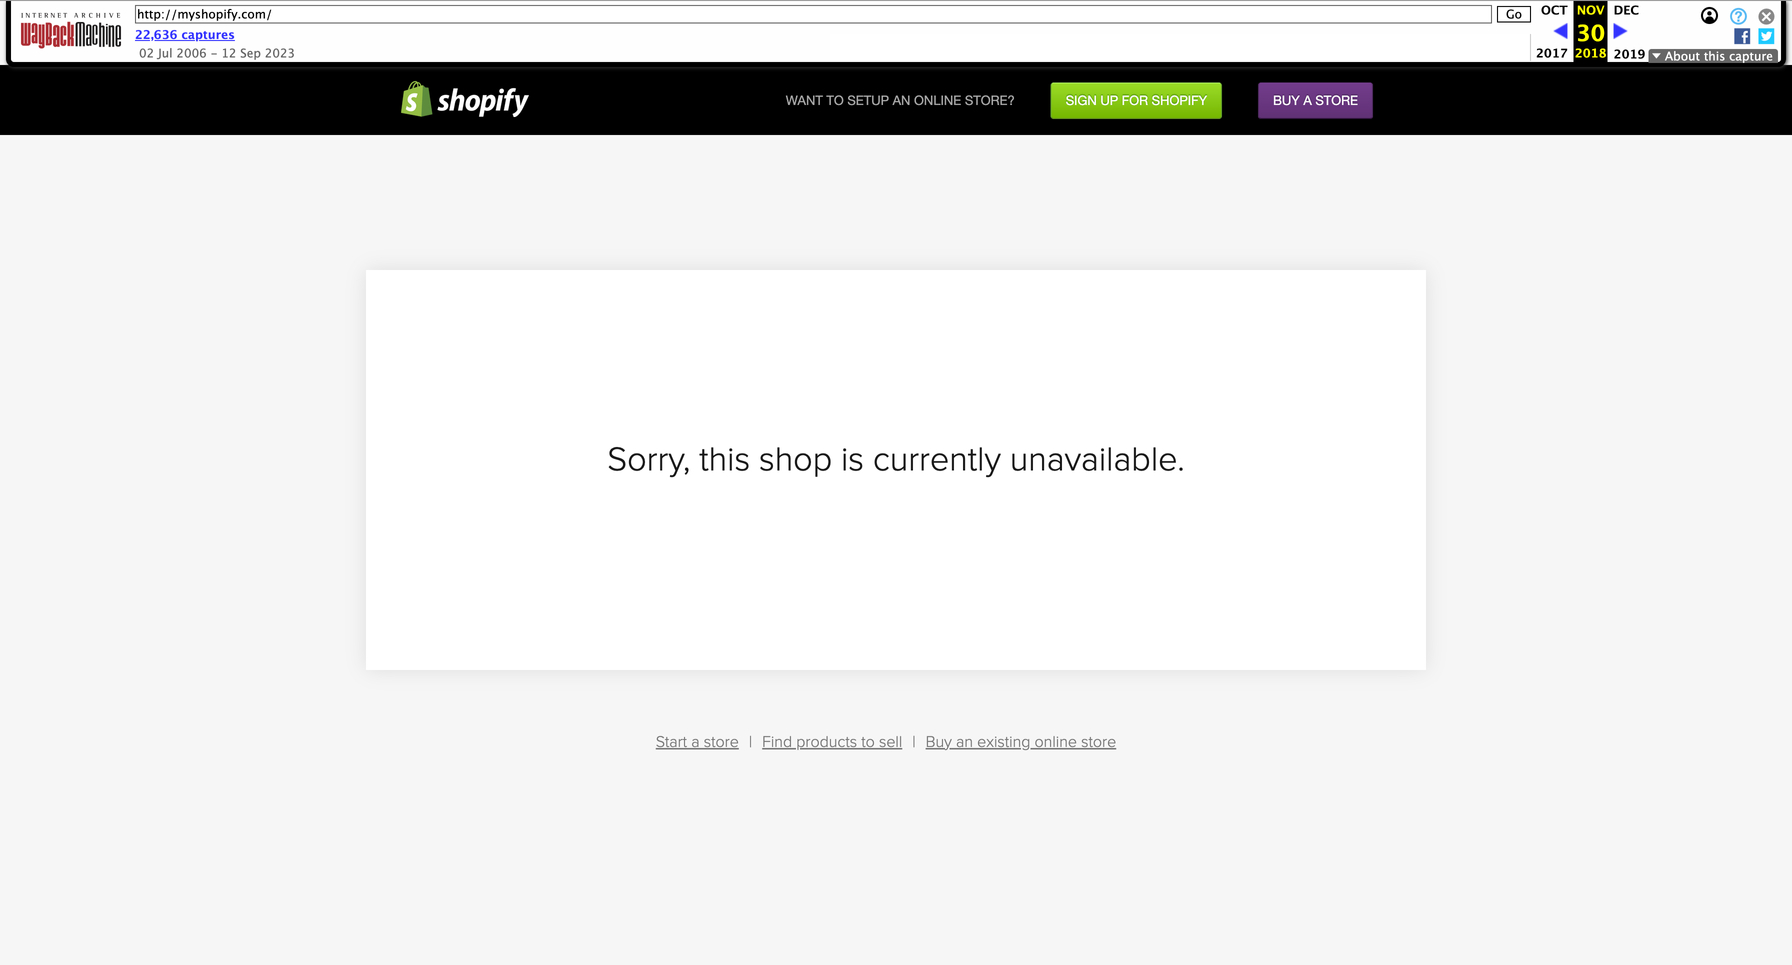 INTERNET ARCHIVE
WayBackMachine
http://myshopify.com/
Go
22,636 captures
02 Jul 2006 – 12 Sep 2023
OCT NOV DEC
30
2017 2018 2019
About this capture
shopify
WANT TO SETUP AN ONLINE STORE?
SIGN UP FOR SHOPIFY
BUY A STORE
Sorry, this shop is currently unavailable.
Start a store | Find products to sell | Buy an existing online store